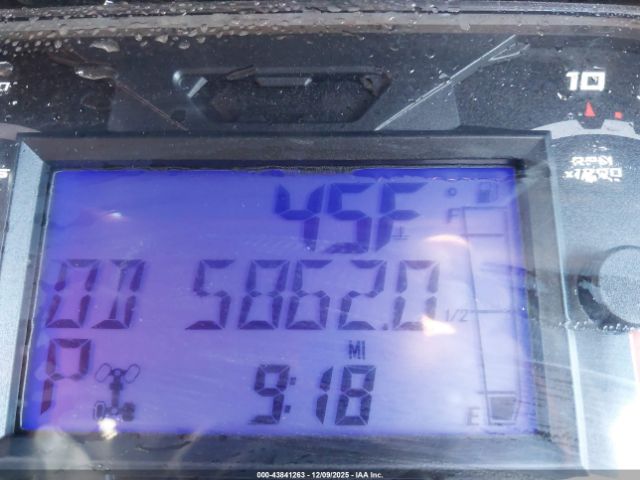 10
RPM
x1000
45F
F
OD 5862.0
1/2
MI
P 9:18
E
000-43841263 | 12/09/2025 | IAA Inc.